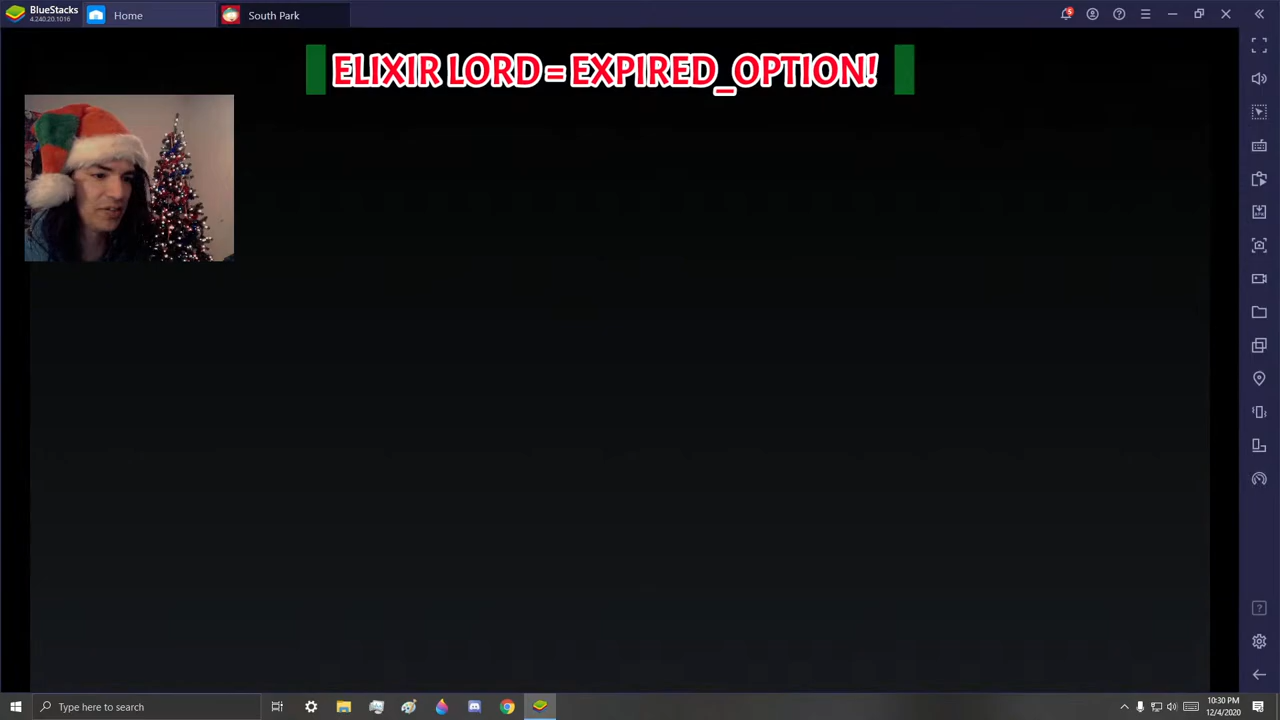 BlueStacks
4.240.20.1016
Home
South Park
5
ELIXIR LORD = EXPIRED_OPTION!
Type here to search
10:30 PM
12/4/2020